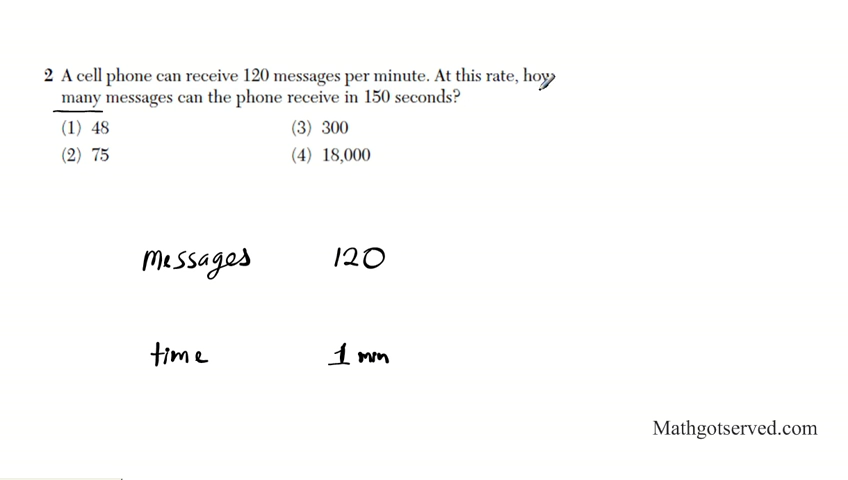 2 A cell phone can receive 120 messages per minute. At this rate, how
many messages can the phone receive in 150 seconds?
(1) 48 (3) 300
(2) 75 (4) 18,000
messages 120
time 1 min
Mathgotserved.com